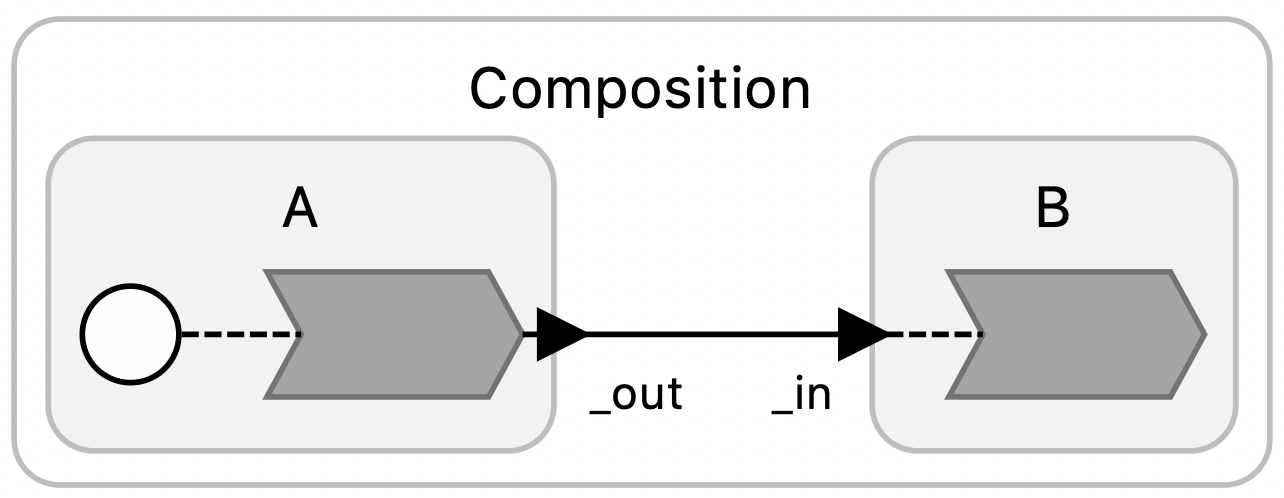 Composition
A
B
_out
_in